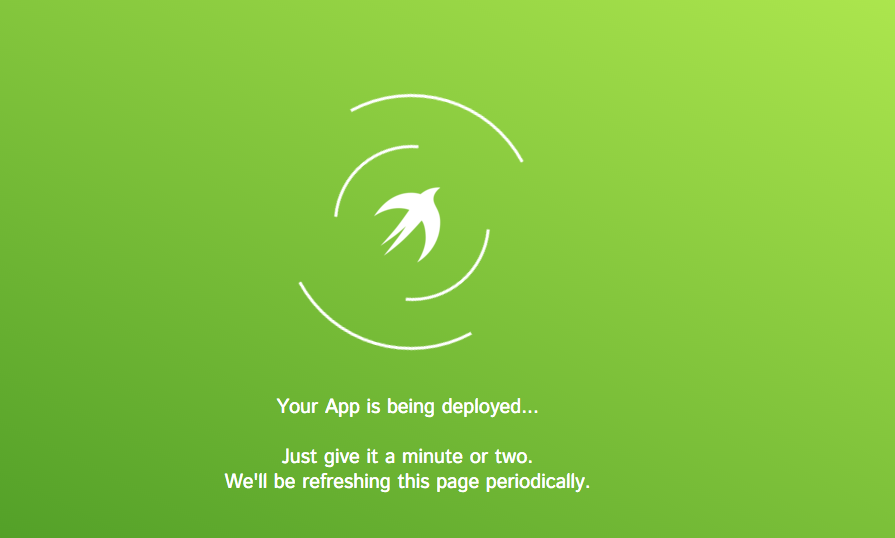 Your App is being deployed...
Just give it a minute or two.
We'll be refreshing this page periodically.